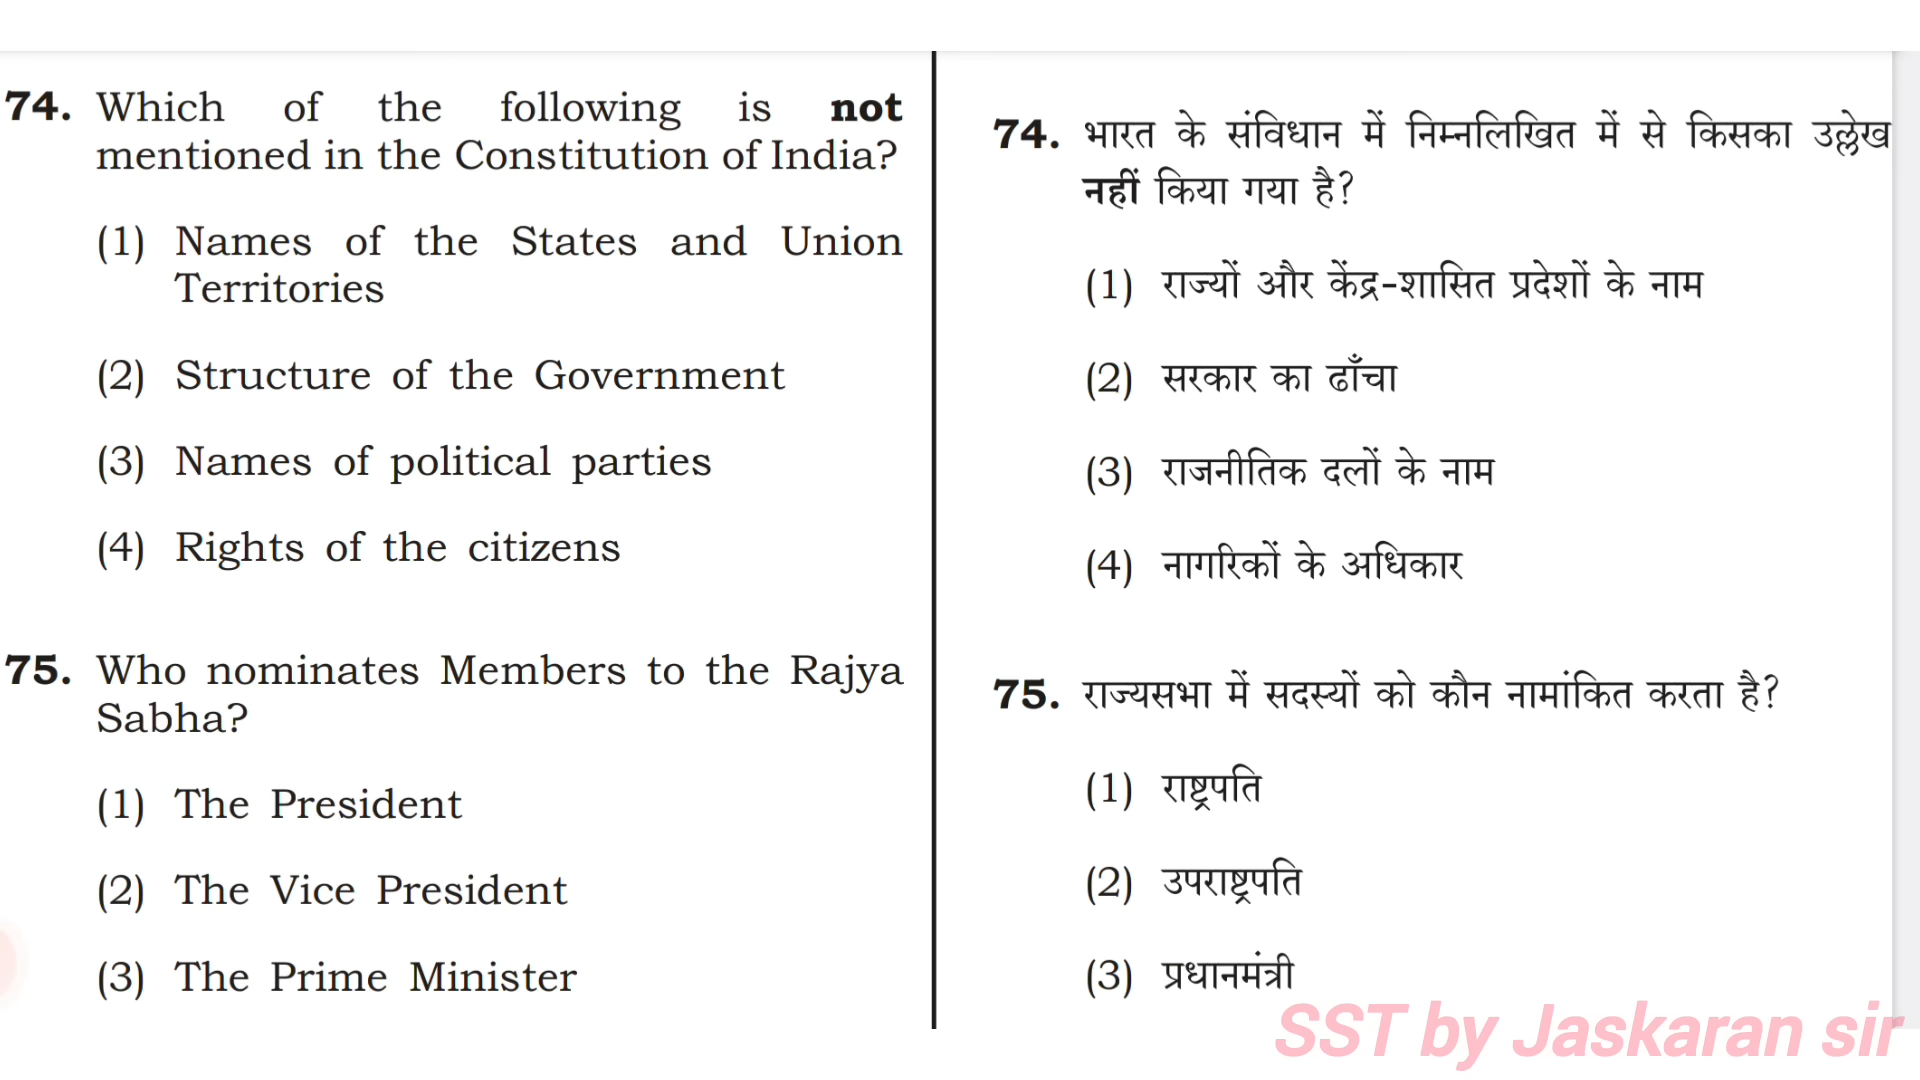 74. Which of the following is not
mentioned in the Constitution of India?
(1) Names of the States and Union
Territories
(2) Structure of the Government
(3) Names of political parties
(4) Rights of the citizens
75. Who nominates Members to the Rajya
Sabha?
(1) The President
(2) The Vice President
(3) The Prime Minister
74. भारत के संविधान में निम्नलिखित में से किसका उल्लेख
नहीं किया गया है?
(1) राज्यों और केंद्र-शासित प्रदेशों के नाम
(2) सरकार का ढाँचा
(3) राजनीतिक दलों के नाम
(4) नागरिकों के अधिकार
75. राज्यसभा में सदस्यों को कौन नामांकित करता है?
(1) राष्ट्रपति
(2) उपराष्ट्रपति
(3) प्रधानमंत्री
SST by Jaskaran sir